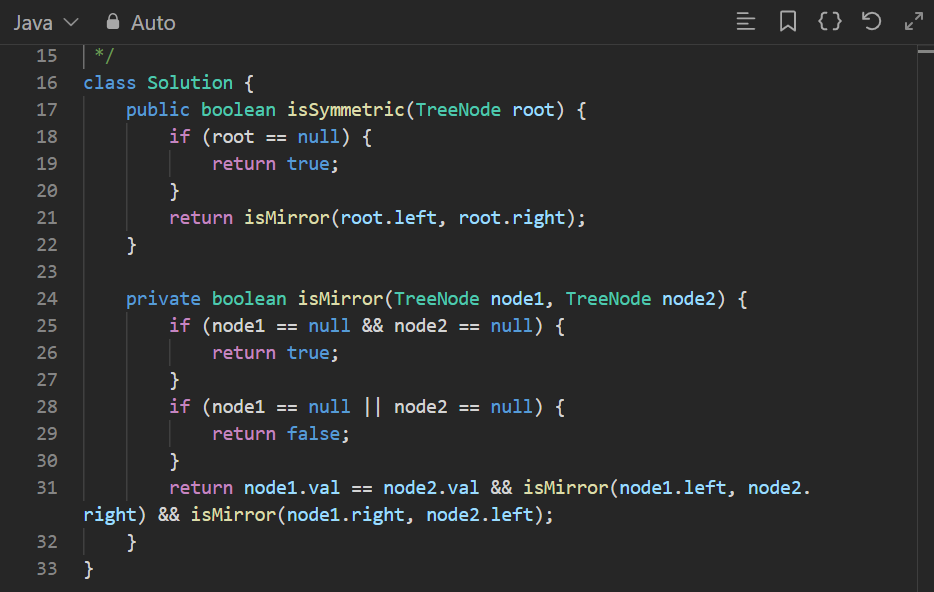 Java Auto
15 */
16 class Solution {
17     public boolean isSymmetric(TreeNode root) {
18         if (root == null) {
19             return true;
20         }
21         return isMirror(root.left, root.right);
22     }
23
24     private boolean isMirror(TreeNode node1, TreeNode node2) {
25         if (node1 == null && node2 == null) {
26             return true;
27         }
28         if (node1 == null || node2 == null) {
29             return false;
30         }
31         return node1.val == node2.val && isMirror(node1.left, node2.
right) && isMirror(node1.right, node2.left);
32     }
33 }